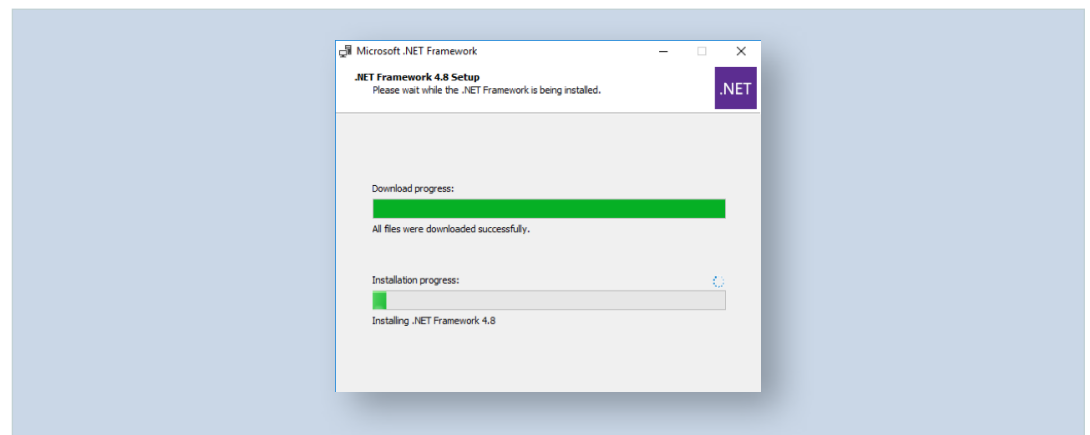 Microsoft .NET Framework
.NET Framework 4.8 Setup
Please wait while the .NET Framework is being installed.
.NET
Download progress:
All files were downloaded successfully.
Installation progress:
Installing .NET Framework 4.8